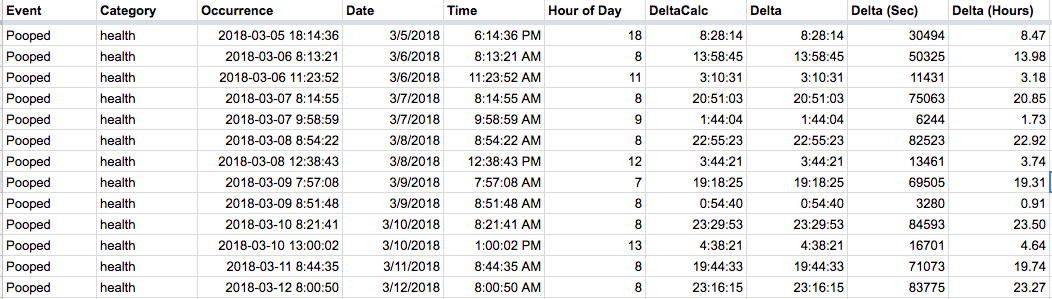 Event Category Occurrence Date Time Hour of Day DeltaCalc Delta Delta (Sec) Delta (Hours)
Pooped health 2018-03-05 18:14:36 3/5/2018 6:14:36 PM 18 8:28:14 8:28:14 30494 8.47
Pooped health 2018-03-06 8:13:21 3/6/2018 8:13:21 AM 8 13:58:45 13:58:45 50325 13.98
Pooped health 2018-03-06 11:23:52 3/6/2018 11:23:52 AM 11 3:10:31 3:10:31 11431 3.18
Pooped health 2018-03-07 8:14:55 3/7/2018 8:14:55 AM 8 20:51:03 20:51:03 75063 20.85
Pooped health 2018-03-07 9:58:59 3/7/2018 9:58:59 AM 9 1:44:04 1:44:04 6244 1.73
Pooped health 2018-03-08 8:54:22 3/8/2018 8:54:22 AM 8 22:55:23 22:55:23 82523 22.92
Pooped health 2018-03-08 12:38:43 3/8/2018 12:38:43 PM 12 3:44:21 3:44:21 13461 3.74
Pooped health 2018-03-09 7:57:08 3/9/2018 7:57:08 AM 7 19:18:25 19:18:25 69505 19.31
Pooped health 2018-03-09 8:51:48 3/9/2018 8:51:48 AM 8 0:54:40 0:54:40 3280 0.91
Pooped health 2018-03-10 8:21:41 3/10/2018 8:21:41 AM 8 23:29:53 23:29:53 84593 23.50
Pooped health 2018-03-10 13:00:02 3/10/2018 1:00:02 PM 13 4:38:21 4:38:21 16701 4.64
Pooped health 2018-03-11 8:44:35 3/11/2018 8:44:35 AM 8 19:44:33 19:44:33 71073 19.74
Pooped health 2018-03-12 8:00:50 3/12/2018 8:00:50 AM 8 23:16:15 23:16:15 83775 23.27